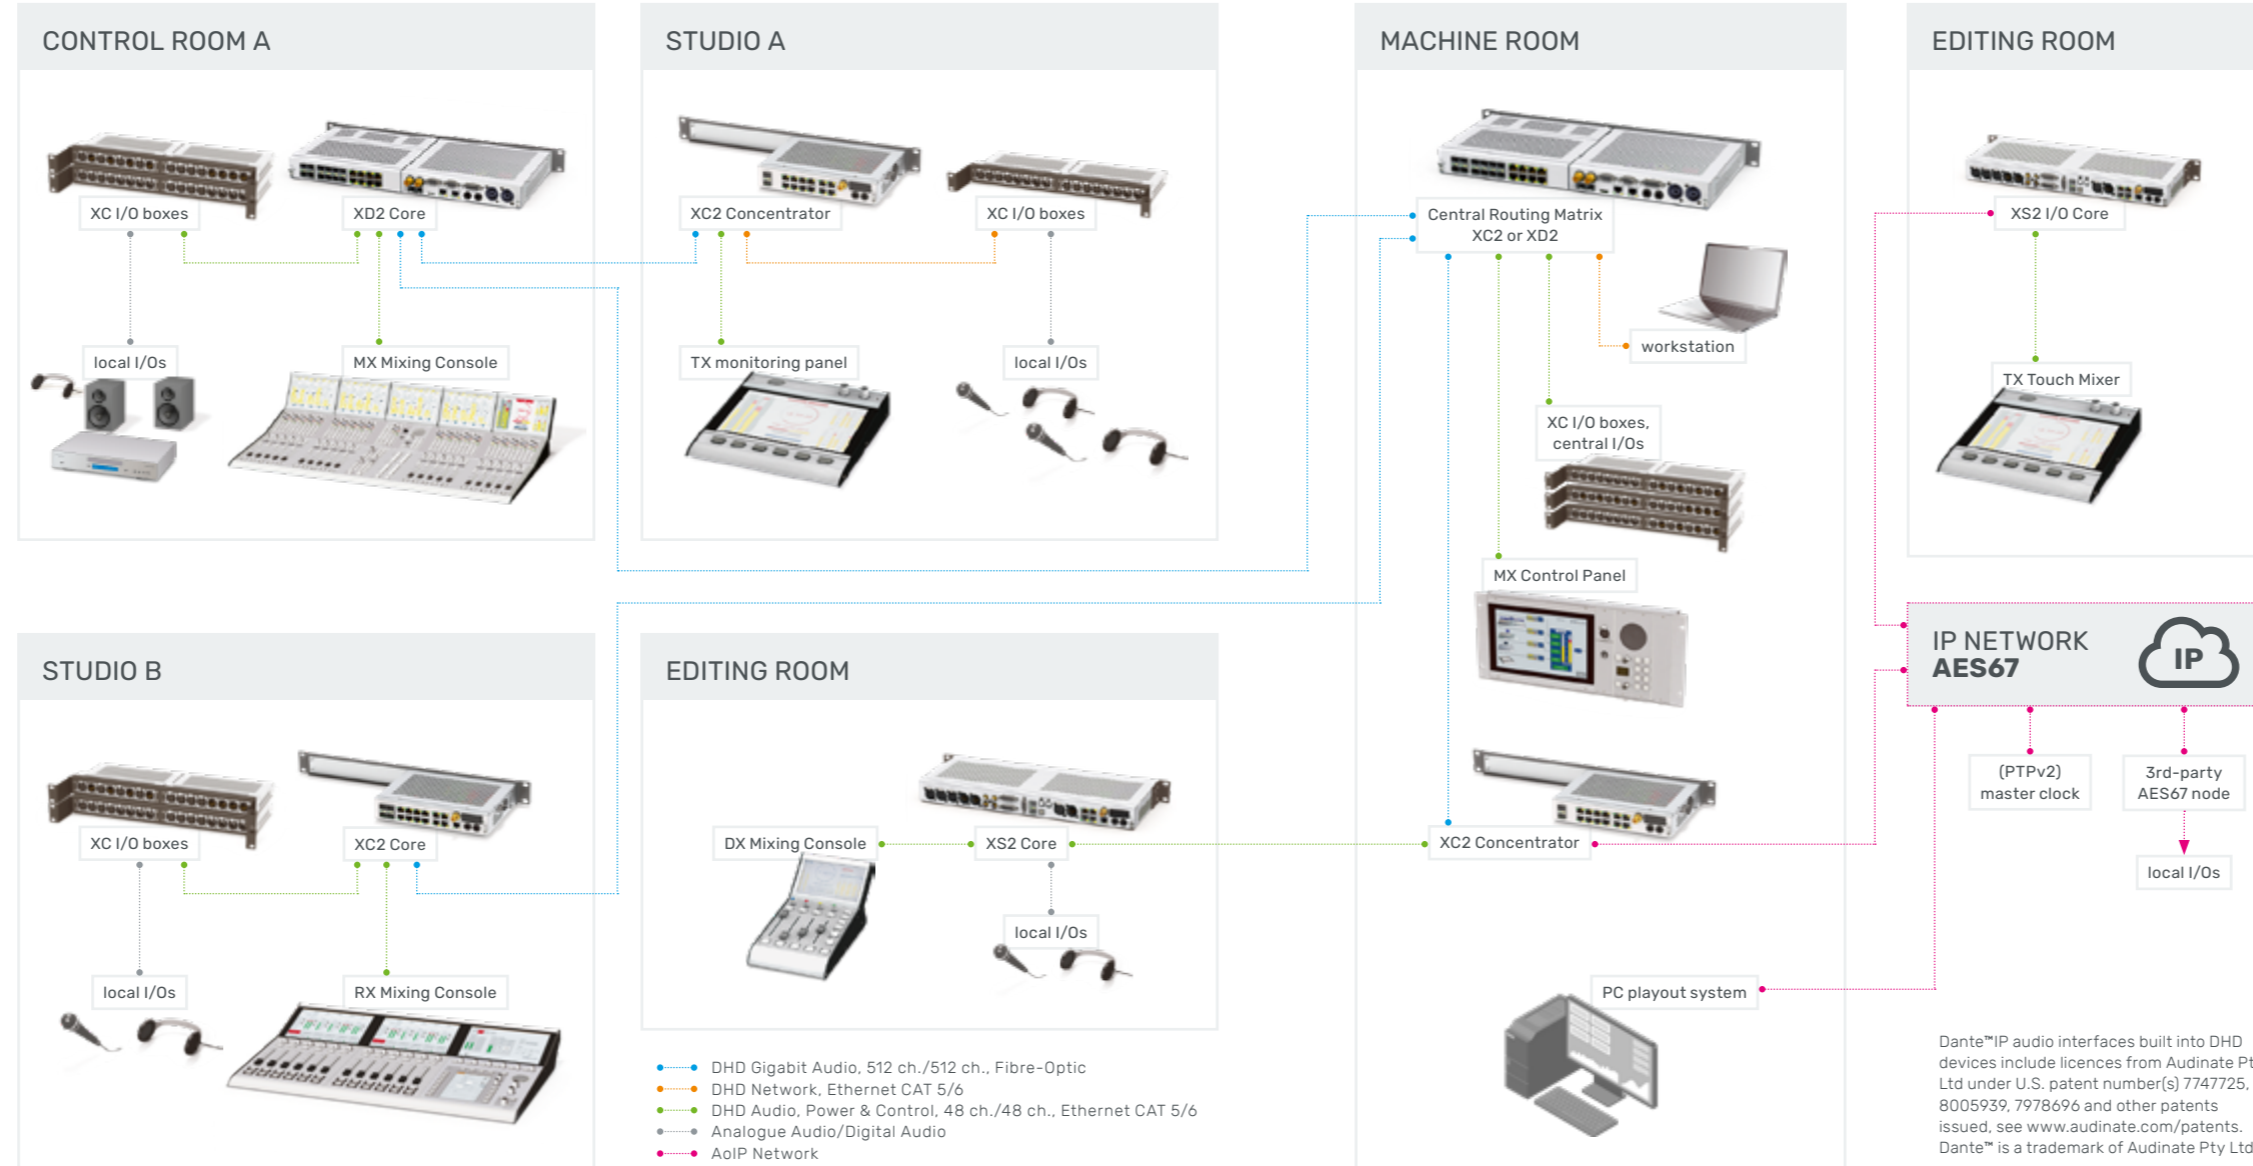 CONTROL ROOM A
XC I/O boxes
XD2 Core
local I/Os
MX Mixing Console
STUDIO A
XC2 Concentrator
XC I/O boxes
TX monitoring panel
local I/Os
MACHINE ROOM
Central Routing Matrix
XC2 or XD2
workstation
XC I/O boxes,
central I/Os
MX Control Panel
XC2 Concentrator
PC playout system
EDITING ROOM
XS2 I/O Core
TX Touch Mixer
IP NETWORK
AES67
IP
(PTPv2)
master clock
3rd-party
AES67 node
local I/Os
STUDIO B
XC I/O boxes
XC2 Core
local I/Os
RX Mixing Console
EDITING ROOM
DX Mixing Console
XS2 Core
local I/Os
DHD Gigabit Audio, 512 ch./512 ch., Fibre-Optic
DHD Network, Ethernet CAT 5/6
DHD Audio, Power & Control, 48 ch./48 ch., Ethernet CAT 5/6
Analogue Audio/Digital Audio
AoIP Network
Dante™IP audio interfaces built into DHD
devices include licences from Audinate Pt
Ltd under U.S. patent number(s) 7747725,
8005939, 7978696 and other patents
issued, see www.audinate.com/patents.
Dante™ is a trademark of Audinate Pty Ltd